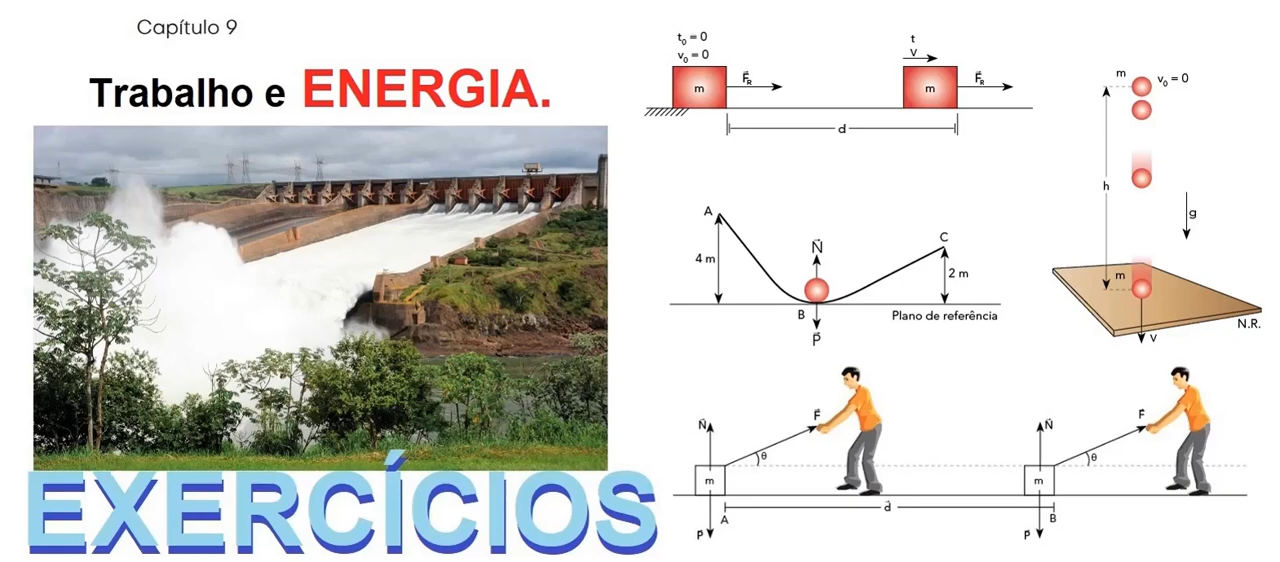 Capítulo 9
Trabalho e ENERGIA.
EXERCÍCIOS
t₀ = 0
v₀ = 0
m
F⃗R
d
t
v
m
F⃗R
A
4 m
N⃗
B
P⃗
C
2 m
Plano de referência
m
v₀ = 0
h
g
m
v
N.R.
N⃗
m
P⃗
θ
F⃗
A
d⃗
N⃗
m
P⃗
θ
F⃗
B